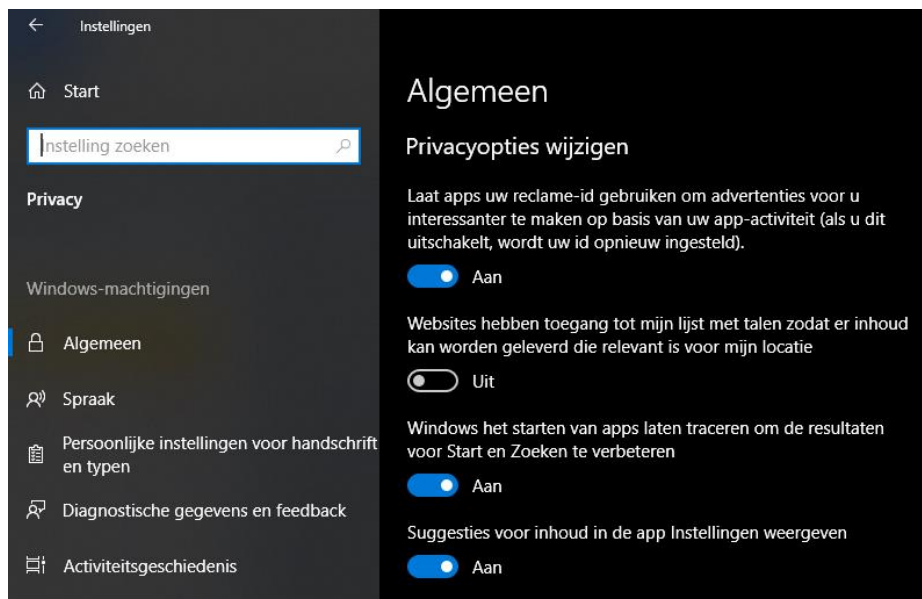 Instellingen
Start
Instelling zoeken
Privacy
Windows-machtigingen
Algemeen
Spraak
Persoonlijke instellingen voor handschrift
en typen
Diagnostische gegevens en feedback
Activiteitsgeschiedenis
Algemeen
Privacyopties wijzigen
Laat apps uw reclame-id gebruiken om advertenties voor u
interessanter te maken op basis van uw app-activiteit (als u dit
uitschakelt, wordt uw id opnieuw ingesteld).
Aan
Websites hebben toegang tot mijn lijst met talen zodat er inhoud
kan worden geleverd die relevant is voor mijn locatie
Uit
Windows het starten van apps laten traceren om de resultaten
voor Start en Zoeken te verbeteren
Aan
Suggesties voor inhoud in de app Instellingen weergeven
Aan